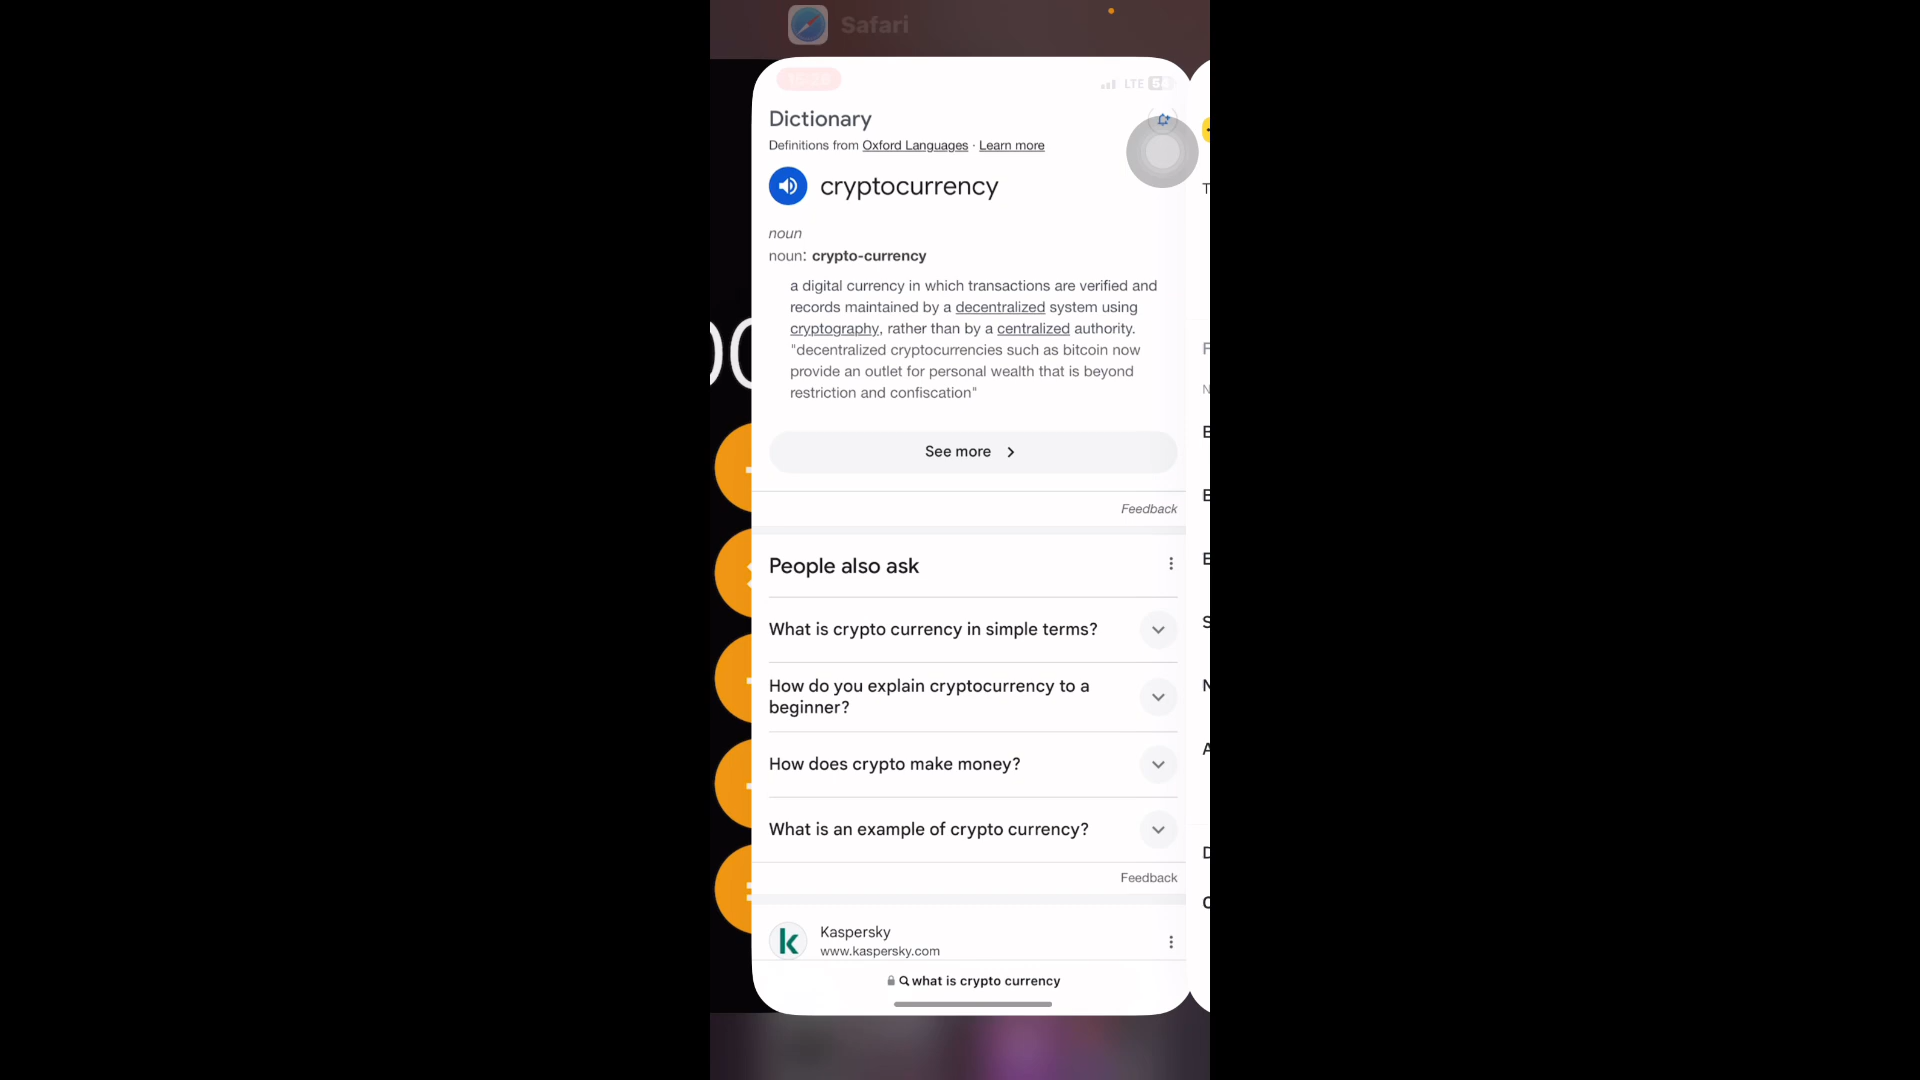 Safari
LTE
Dictionary
Definitions from Oxford Languages · Learn more
cryptocurrency
noun
noun: crypto-currency
a digital currency in which transactions are verified and
records maintained by a decentralized system using
cryptography, rather than by a centralized authority.
"decentralized cryptocurrencies such as bitcoin now
provide an outlet for personal wealth that is beyond
restriction and confiscation"
See more
Feedback
People also ask
What is crypto currency in simple terms?
How do you explain cryptocurrency to a
beginner?
How does crypto make money?
What is an example of crypto currency?
Feedback
Kaspersky
www.kaspersky.com
what is crypto currency